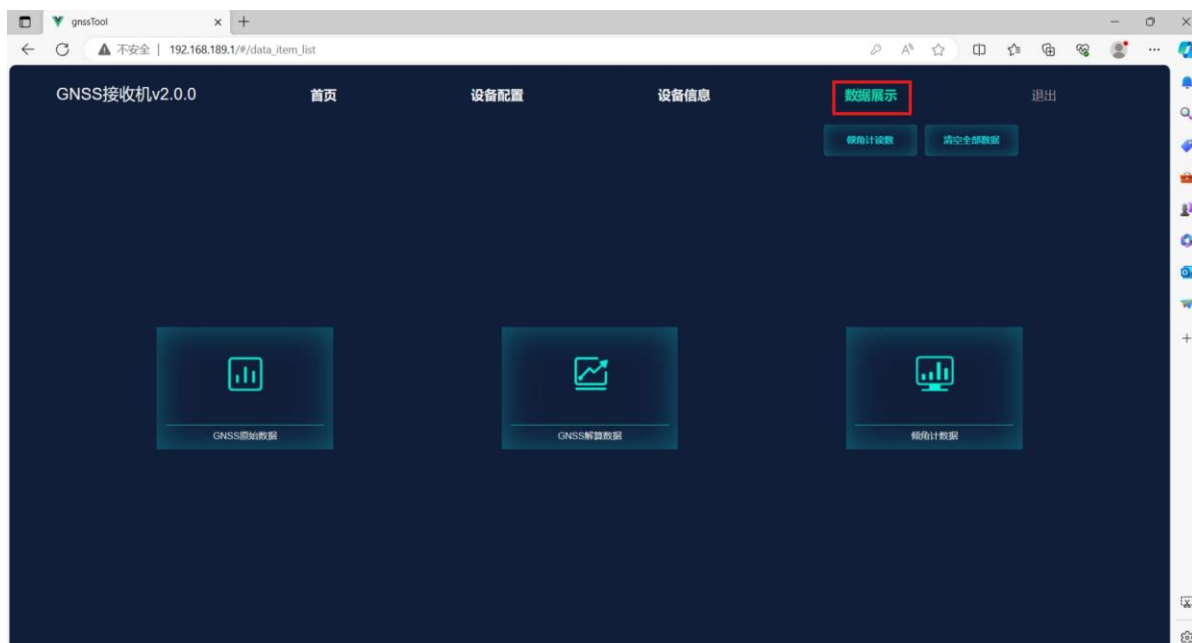 gnssTool
不安全 | 192.168.189.1/#/data_item_list
GNSS接收机v2.0.0 首页 设备配置 设备信息 数据展示 退出
倾角计读数 清空全部数据
GNSS原始数据 GNSS解算数据 倾角计数据